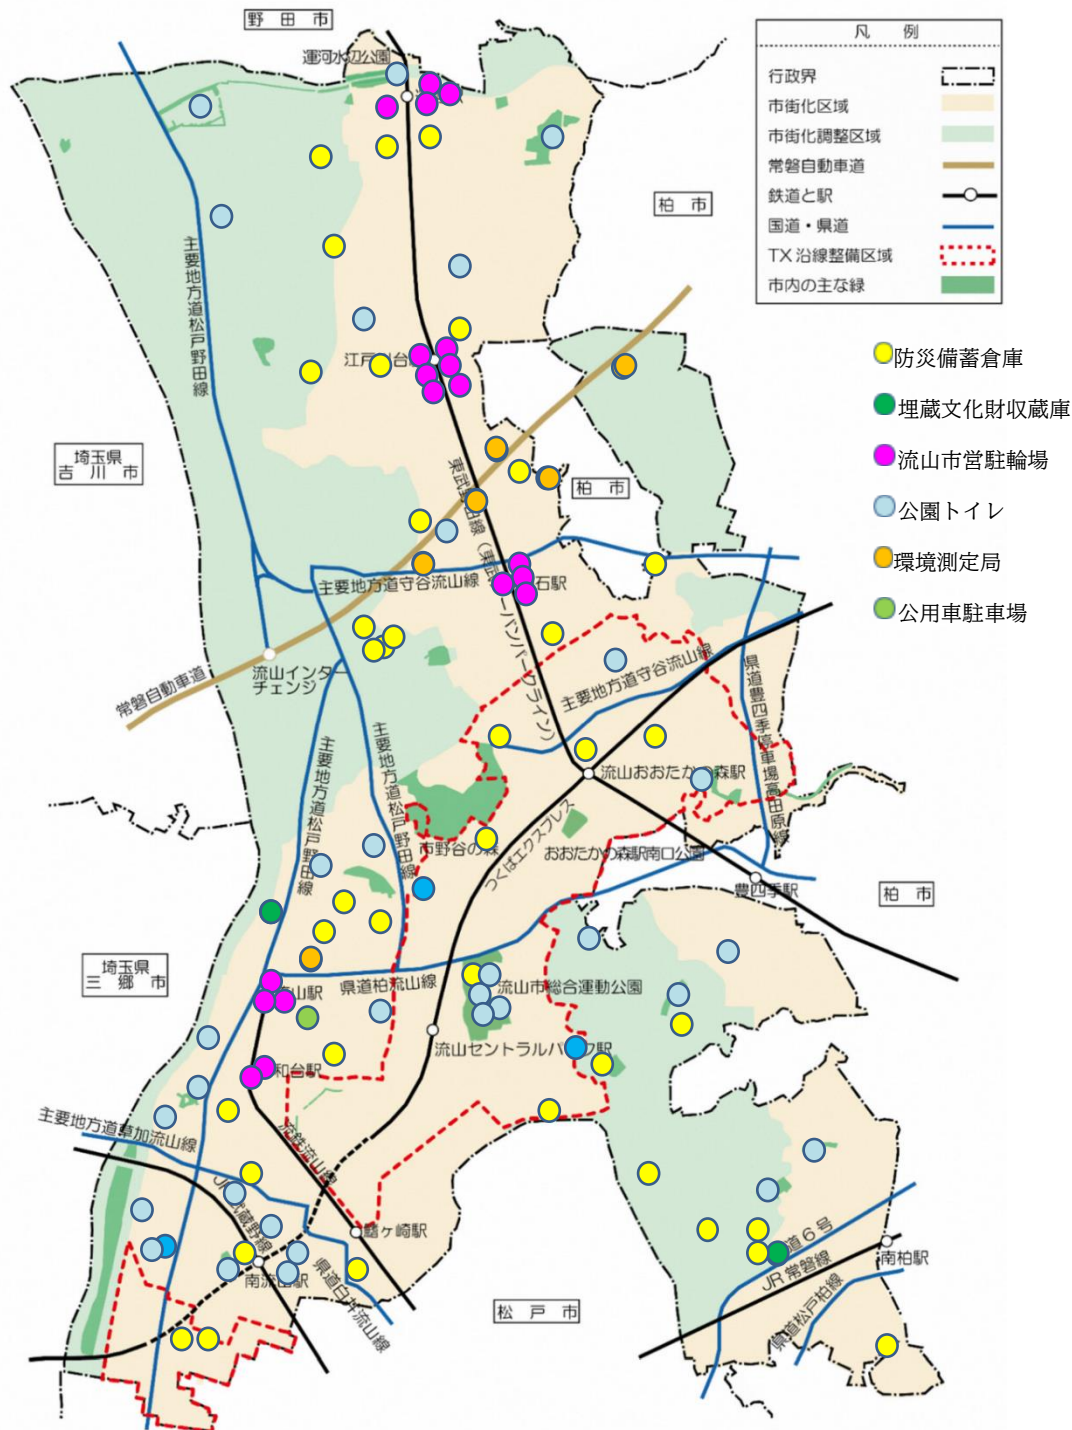 野田市
運河水辺公園
凡 例
行政界
市街化区域
市街化調整区域
常磐自動車道
鉄道と駅
国道・県道
TX沿線整備区域
市内の主な緑
柏市
主要地方道松戸野田線
江戸川台
防災備蓄倉庫
埋蔵文化財収蔵庫
流山市営駐輪場
公園トイレ
環境測定局
公用車駐車場
埼玉県
吉川市
柏市
主要地方道守谷流山線
石駅
流山インター
チェンジ
常磐自動車道
主要地方道守谷流山線
県道豊四季停車場高田原線
主要地方道松戸野田線
主要地方道松戸野田線
流山おおたかの森駅
つくばエクスプレス
市野谷の森
おおたかの森駅南口公園
豊四季駅
柏市
埼玉県
三郷市
山駅
県道柏流山線
流山市総合運動公園
流山セントラルパーク駅
和台駅
主要地方道草加流山線
流鉄流山線
JR武蔵野線
鰭ヶ崎駅
南流山駅
県道白井流山線
松戸市
道6号
JR常磐線
南柏駅
県道松戸柏線